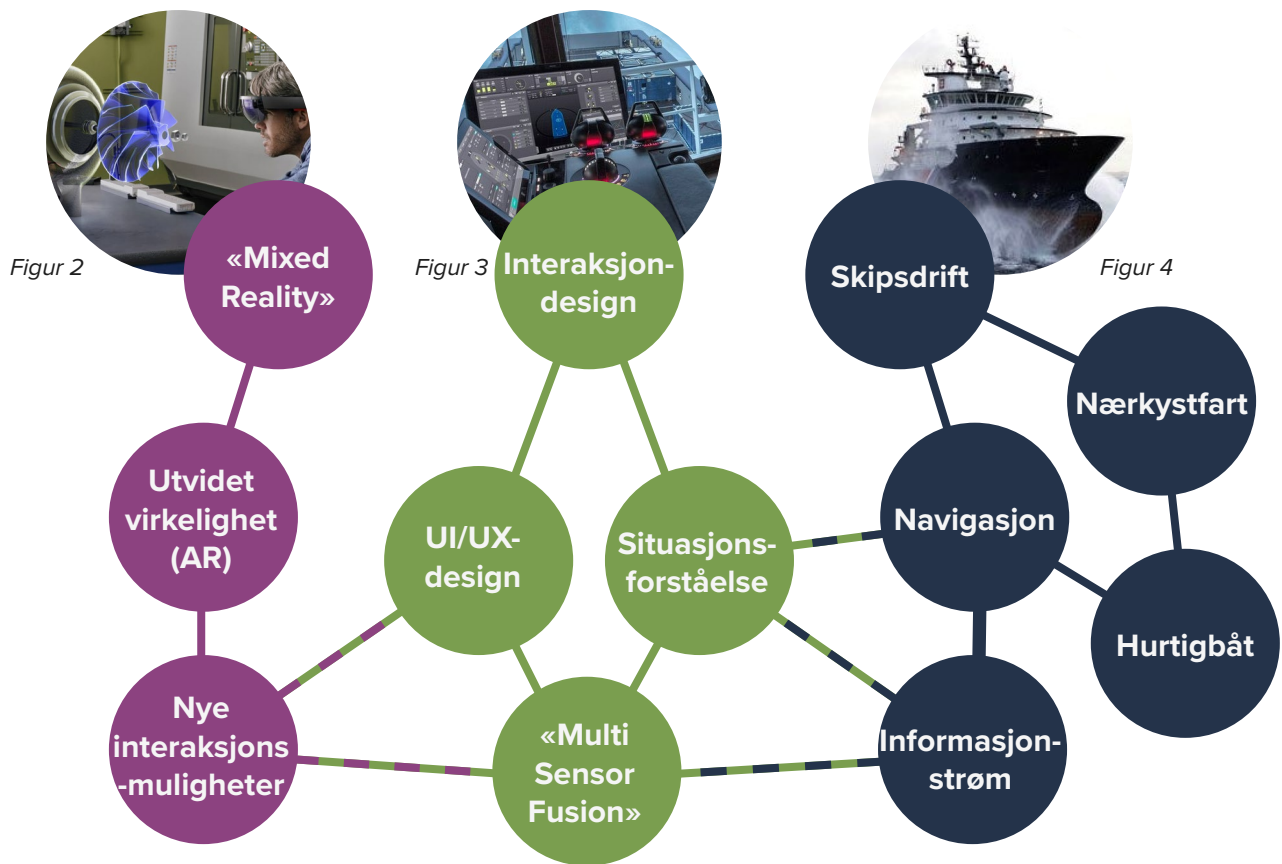 Figur 2
«Mixed
Reality»
Figur 3
Interaksjon-
design
Skipsdrift
Figur 4
Nærkystfart
Utvidet
virkelighet
(AR)
UI/UX-
design
Situasjons-
forståelse
Navigasjon
Hurtigbåt
Nye
interaksjons
-muligheter
«Multi
Sensor
Fusion»
Informasjon-
strøm